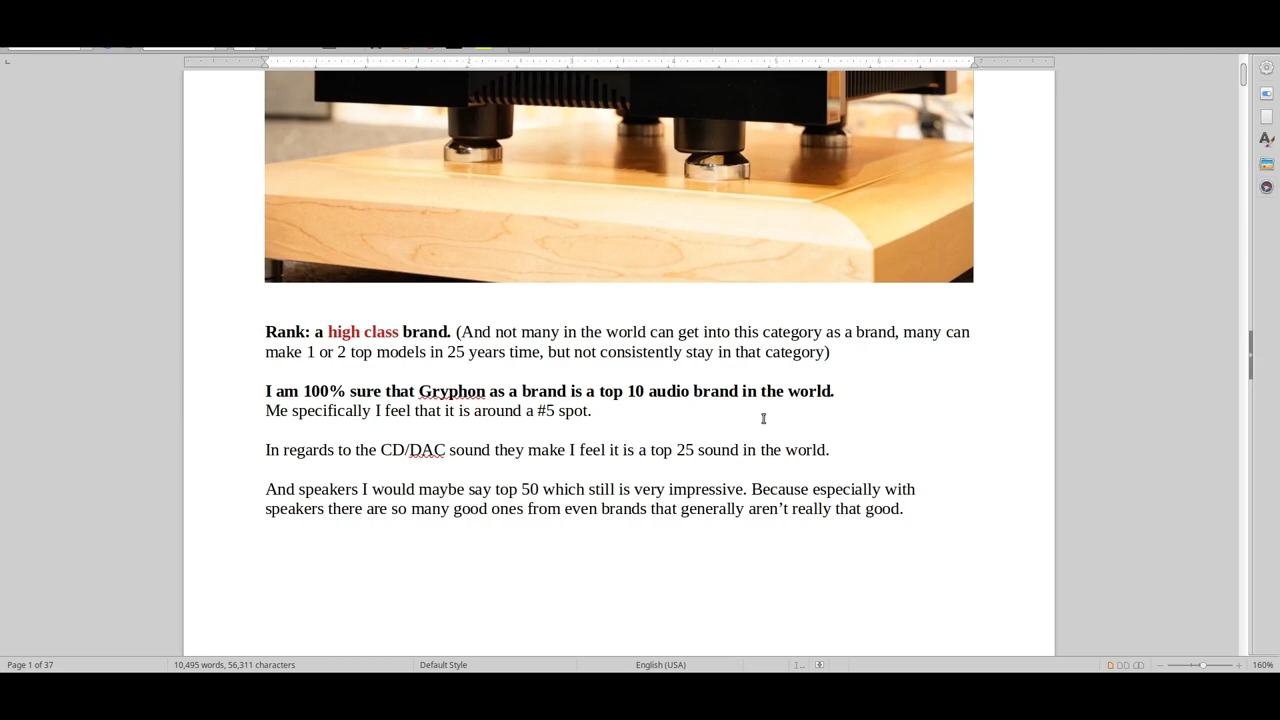 Rank: a high class brand. (And not many in the world can get into this category as a brand, many can
make 1 or 2 top models in 25 years time, but not consistently stay in that category)
I am 100% sure that Gryphon as a brand is a top 10 audio brand in the world.
Me specifically I feel that it is around a #5 spot.
In regards to the CD/DAC sound they make I feel it is a top 25 sound in the world.
And speakers I would maybe say top 50 which still is very impressive. Because especially with
speakers there are so many good ones from even brands that generally aren’t really that good.
Page 1 of 37 10,495 words, 56,311 characters Default Style English (USA) 160%